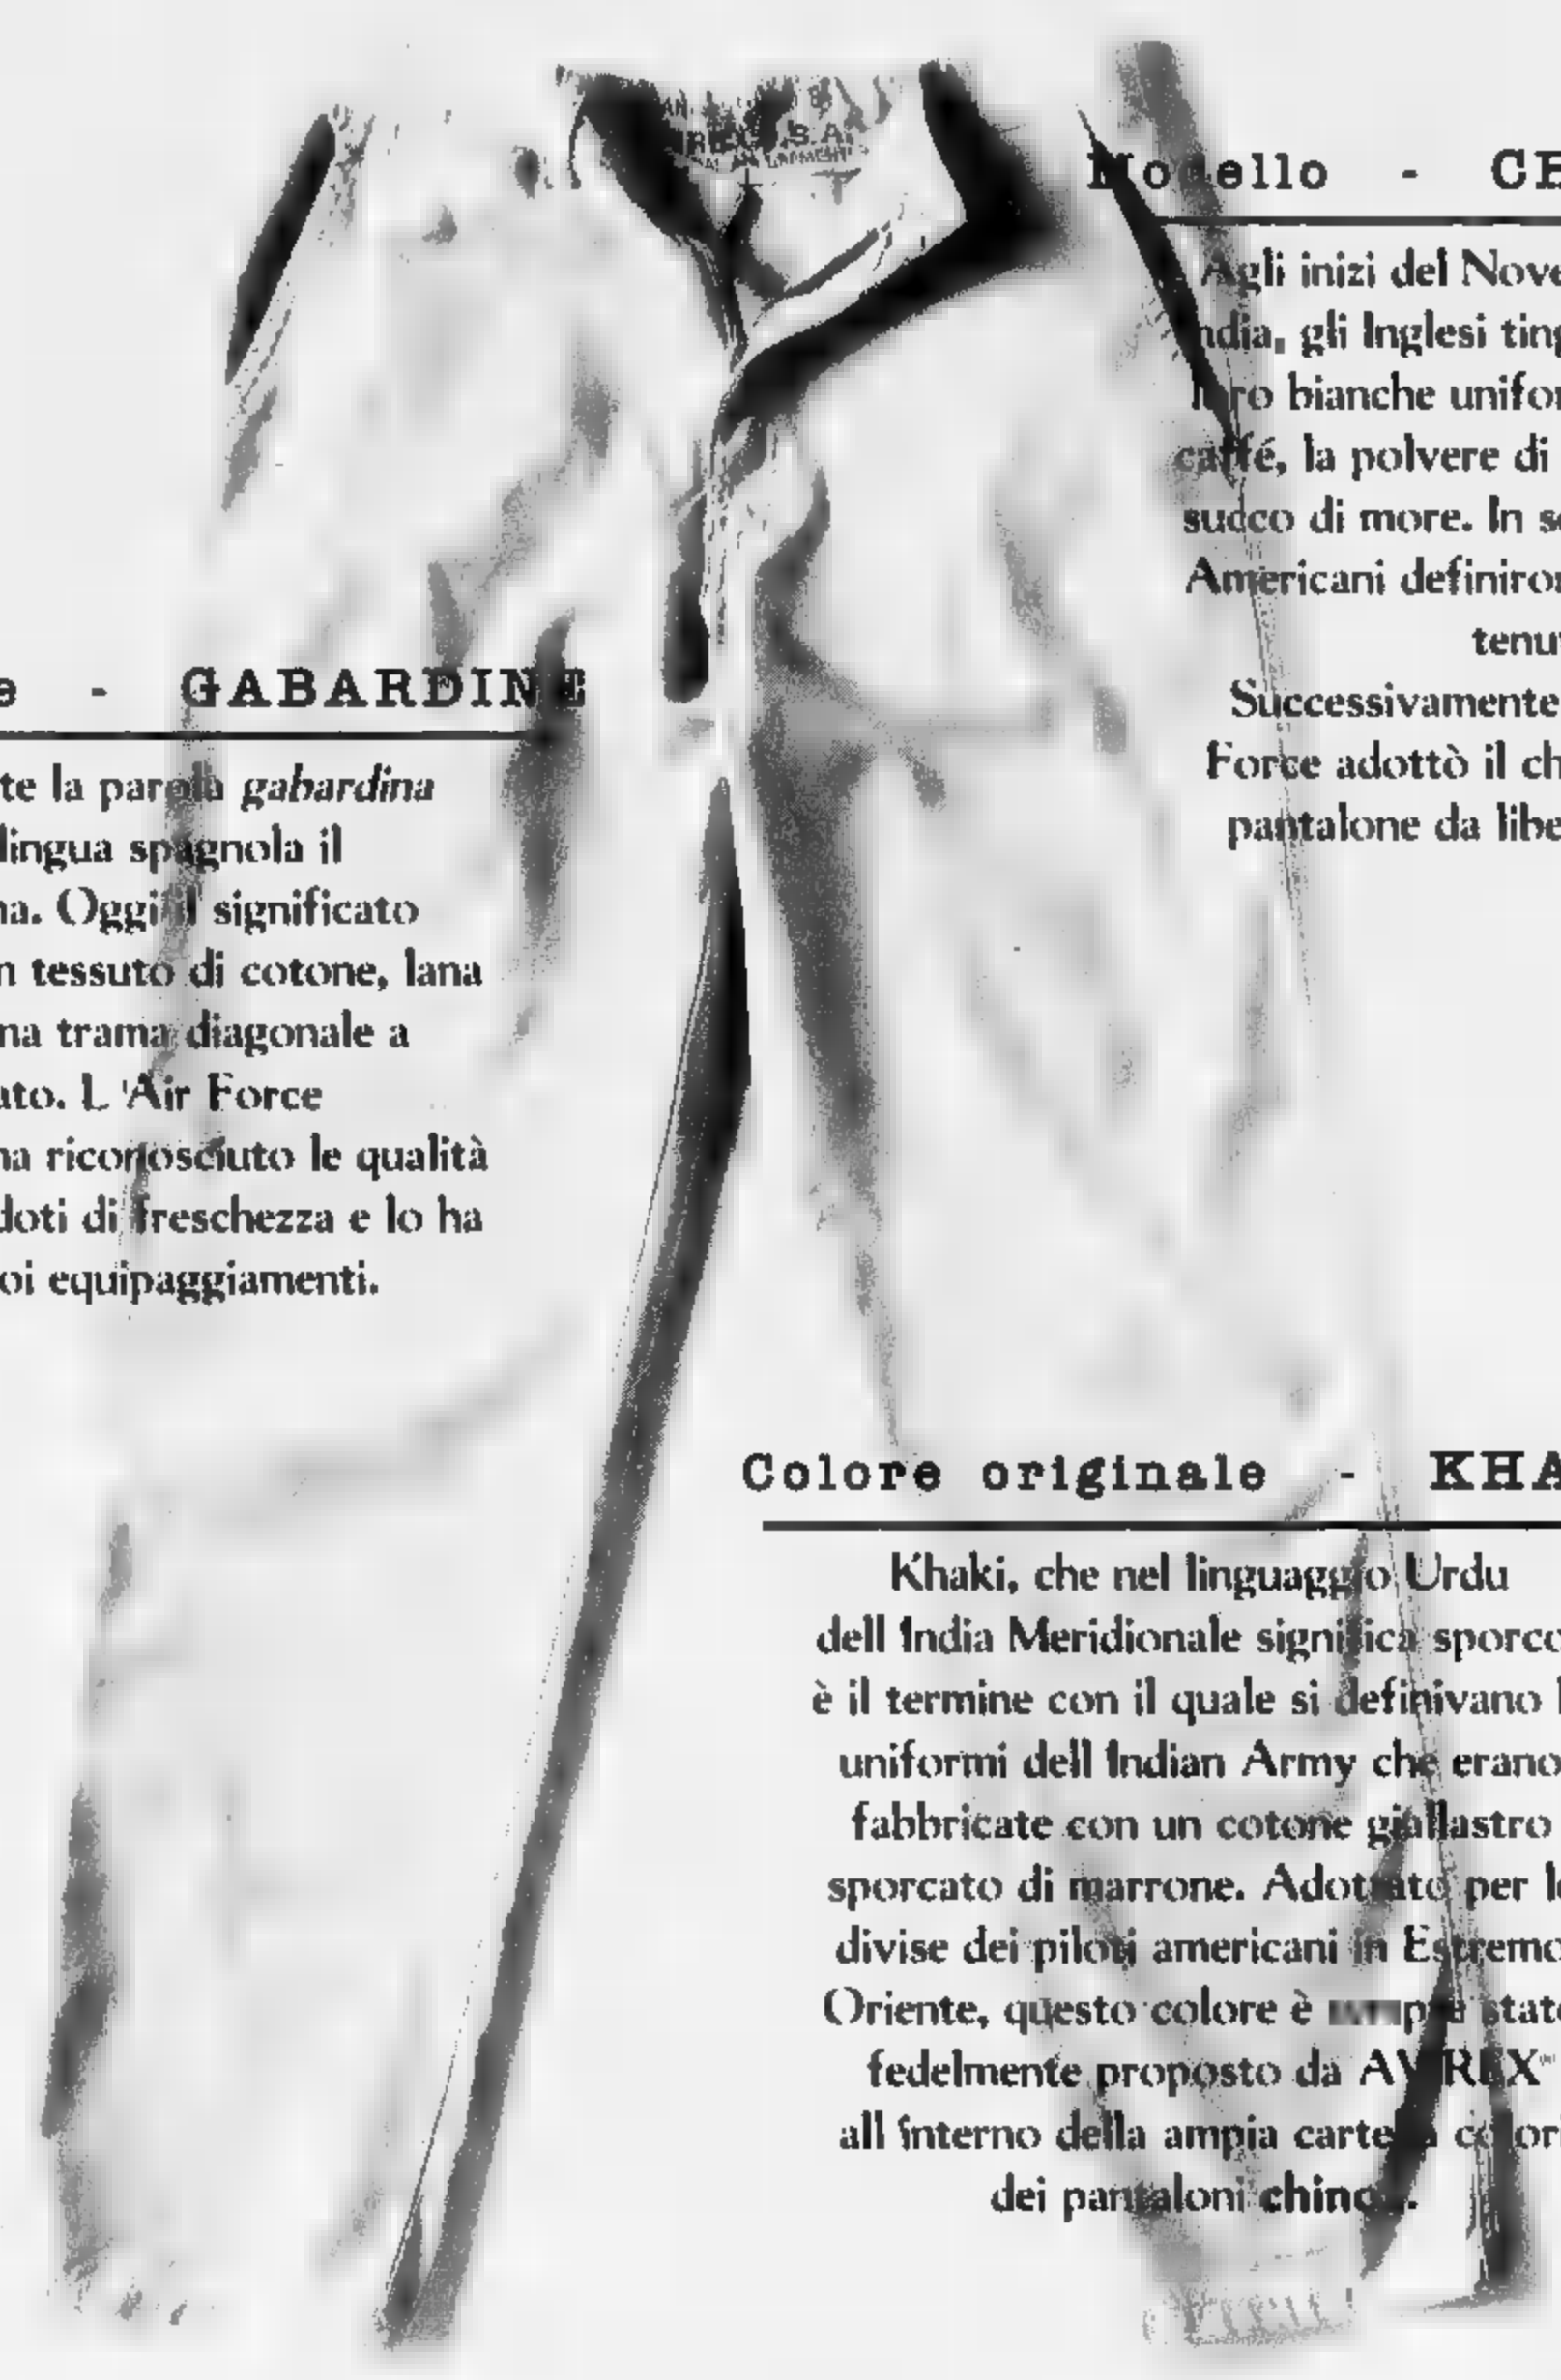 Modello - CH
Agli inizi del Nove
ndia, gli Inglesi ting
loro bianche unifor
caffé, la polvere di
succo di more. In se
Americani definiron
tenut
Successivamente
Force adottò il ch
pantalone da libe
e - GABARDINE
te la parola gabardina
lingua spagnola il
na. Oggi il significato
n tessuto di cotone, lana
na trama diagonale a
ato. L 'Air Force
na riconosciuto le qualità
doti di freschezza e lo ha
oi equipaggiamenti.
Colore originale - KHA
Khaki, che nel linguaggio Urdu
dell India Meridionale significa sporco
è il termine con il quale si definivano l
uniformi dell Indian Army che erano
fabbricate con un cotone giallastro
sporcato di marrone. Adottato per le
divise dei piloti americani in Estremo
Oriente, questo colore è stato
fedelmente proposto da AVIREX
all interno della ampia cartella colori
dei pantaloni chinos.